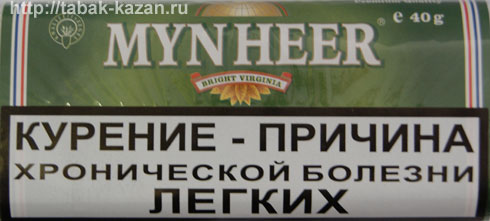 http://tabak-kazan.ru
MYNHEER
® e 40g
BRIGHT VIRGINIA
КУРЕНИЕ - ПРИЧИНА
ХРОНИЧЕСКОЙ БОЛЕЗНИ
ЛЕГКИХ